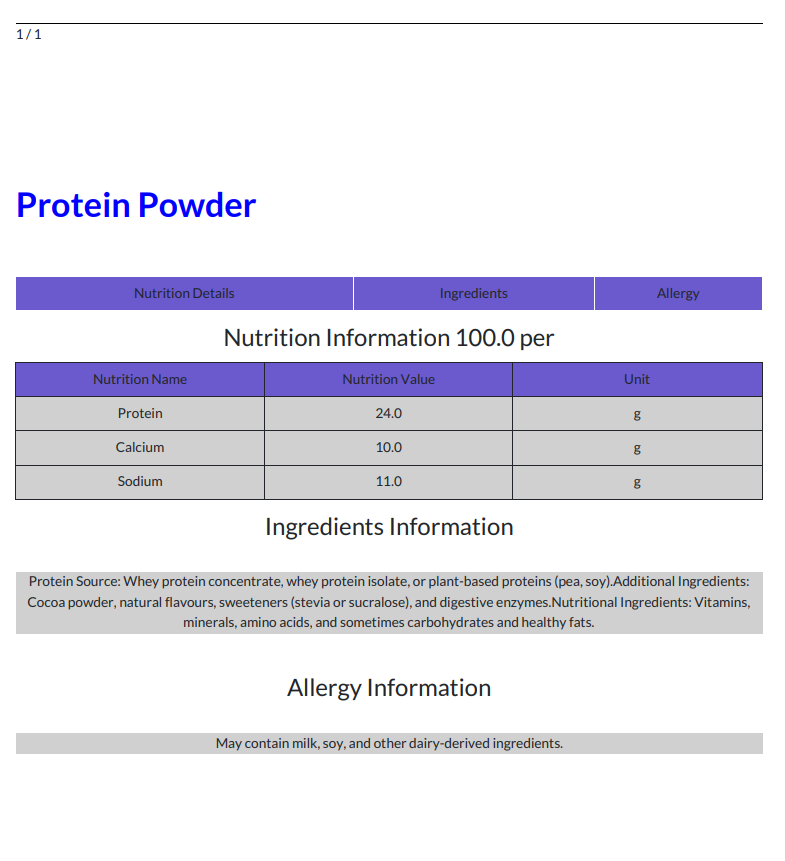 1 / 1
Protein Powder
Nutrition Details Ingredients Allergy
Nutrition Information 100.0 per
Nutrition Name Nutrition Value Unit
Protein 24.0 g
Calcium 10.0 g
Sodium 11.0 g
Ingredients Information
Protein Source: Whey protein concentrate, whey protein isolate, or plant-based proteins (pea, soy).Additional Ingredients:
Cocoa powder, natural flavours, sweeteners (stevia or sucralose), and digestive enzymes.Nutritional Ingredients: Vitamins,
minerals, amino acids, and sometimes carbohydrates and healthy fats.
Allergy Information
May contain milk, soy, and other dairy-derived ingredients.